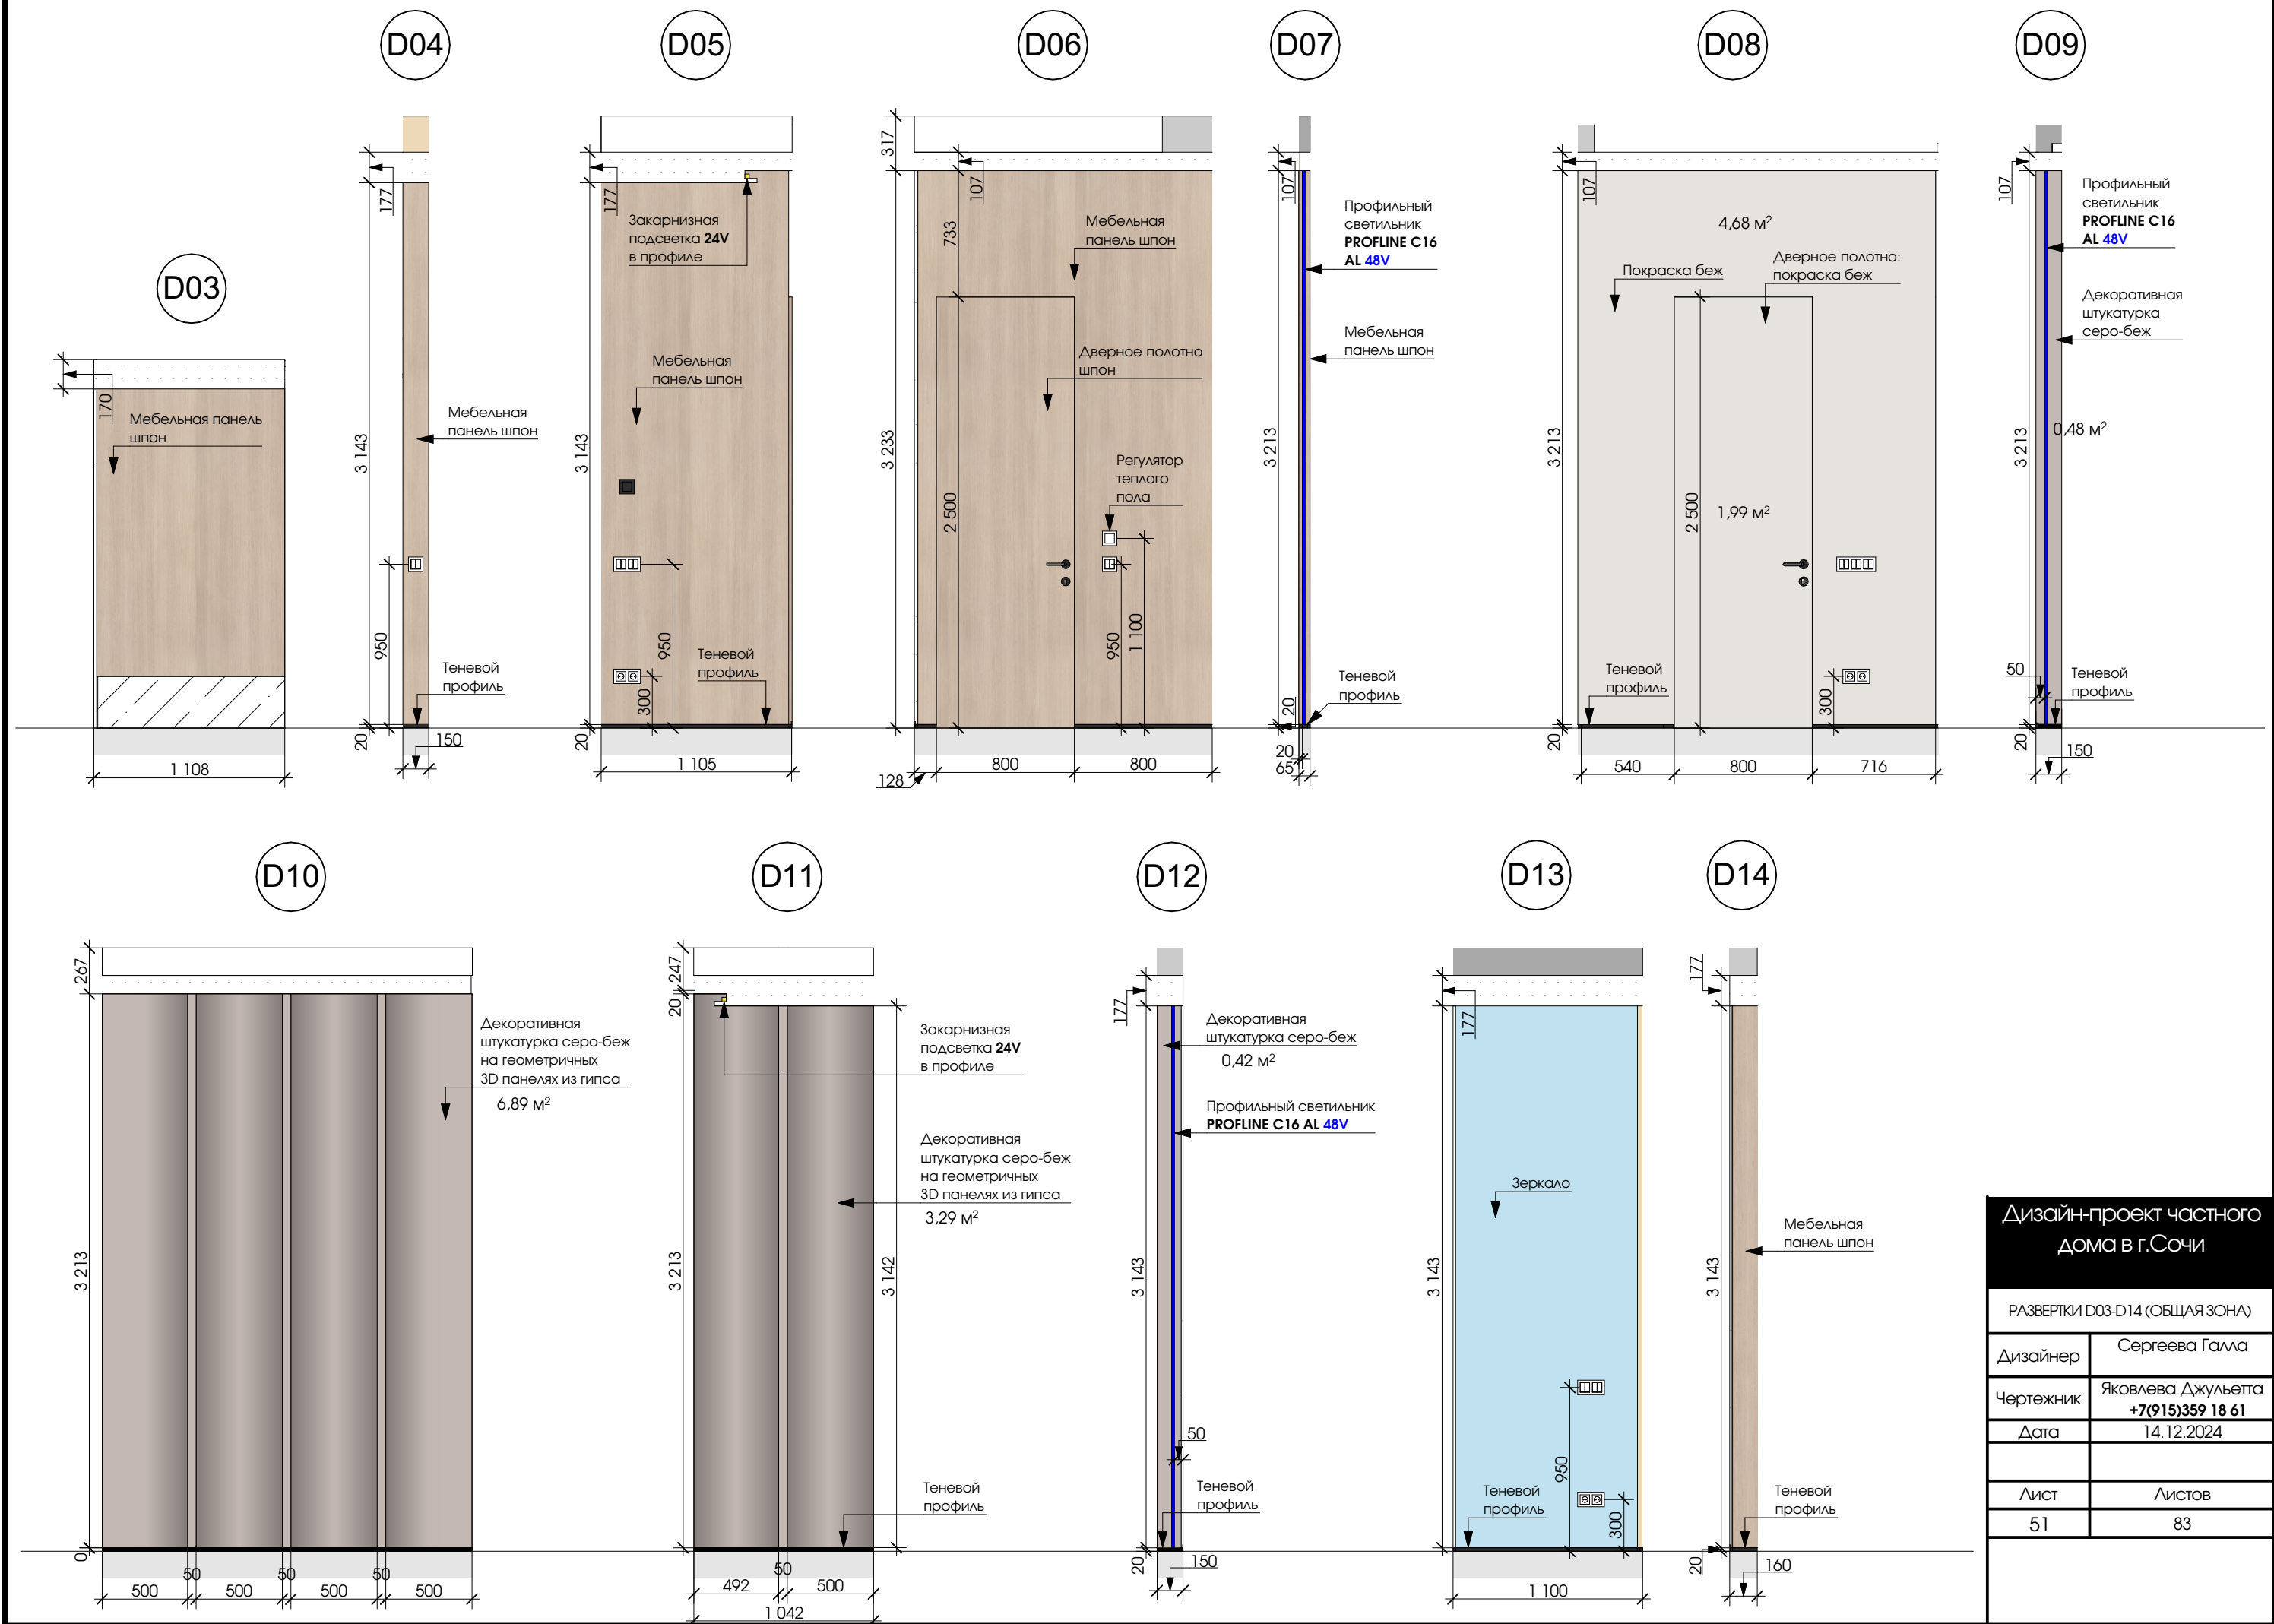 D03
170
Мебельная панель
шпон
1 108
D04
177
3 143
Мебельная
панель шпон
950
Теневой
профиль
20
150
D05
177
3 143
Закарнизная
подсветка 24V
в профиле
Мебельная
панель шпон
950
300
Теневой
профиль
20
1 105
D06
317
107
733
3 233
2 500
Мебельная
панель шпон
Дверное полотно
шпон
Регулятор
теплого
пола
950
1 100
128
800
800
D07
107
3 213
Профильный
светильник
PROFLINE C16
AL 48V
Мебельная
панель шпон
Теневой
профиль
20
20
65
D08
107
3 213
4,68 м²
Покраска беж
Дверное полотно:
покраска беж
2 500
1,99 м²
Теневой
профиль
300
20
540
800
716
D09
107
3 213
Профильный
светильник
PROFLINE C16
AL 48V
Декоративная
штукатурка
серо-беж
0,48 м²
50
Теневой
профиль
20
150
D10
267
3 213
0
Декоративная
штукатурка серо-беж
на геометричных
3D панелях из гипса
6,89 м²
500
50
500
50
500
50
500
D11
247
20
3 213
3 142
Закарнизная
подсветка 24V
в профиле
Декоративная
штукатурка серо-беж
на геометричных
3D панелях из гипса
3,29 м²
Теневой
профиль
50
492
500
1 042
D12
177
3 143
Декоративная
штукатурка серо-беж
0,42 м²
Профильный светильник
PROFLINE C16 AL 48V
50
Теневой
профиль
20
150
D13
177
3 143
Зеркало
950
300
Теневой
профиль
1 100
D14
177
3 143
Мебельная
панель шпон
Теневой
профиль
20
160
Дизайн-проект частного
дома в г.Сочи
РАЗВЕРТКИ D03-D14 (ОБЩАЯ ЗОНА)
Дизайнер
Сергеева Галла
Чертежник
Яковлева Джульетта
+7(915)359 18 61
Дата
14.12.2024
Лист
Листов
51
83